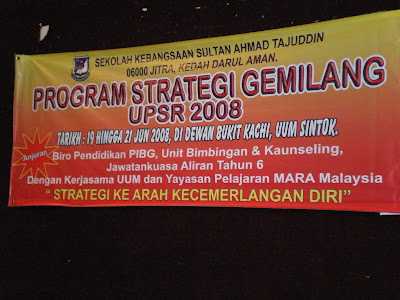 SEKOLAH KEBANGSAAN SULTAN AHMAD TAJUDDIN
06000 JITRA, KEDAH DARUL AMAN.
PROGRAM STRATEGI GEMILANG
UPSR 2008
TARIKH - 19 HINGGA 21 JUN 2008, DI DEWAN BUKIT KACHI, UUM SINTOK.
Anjuran
Biro Pendidikan PIBG, Unit Bimbingan & Kaunseling,
Jawatankuasa Aliran Tahun 6
Dengan Kerjasama UUM dan Yayasan Pelajaran MARA Malaysia
" STRATEGI KE ARAH KECEMERLANGAN DIRI"